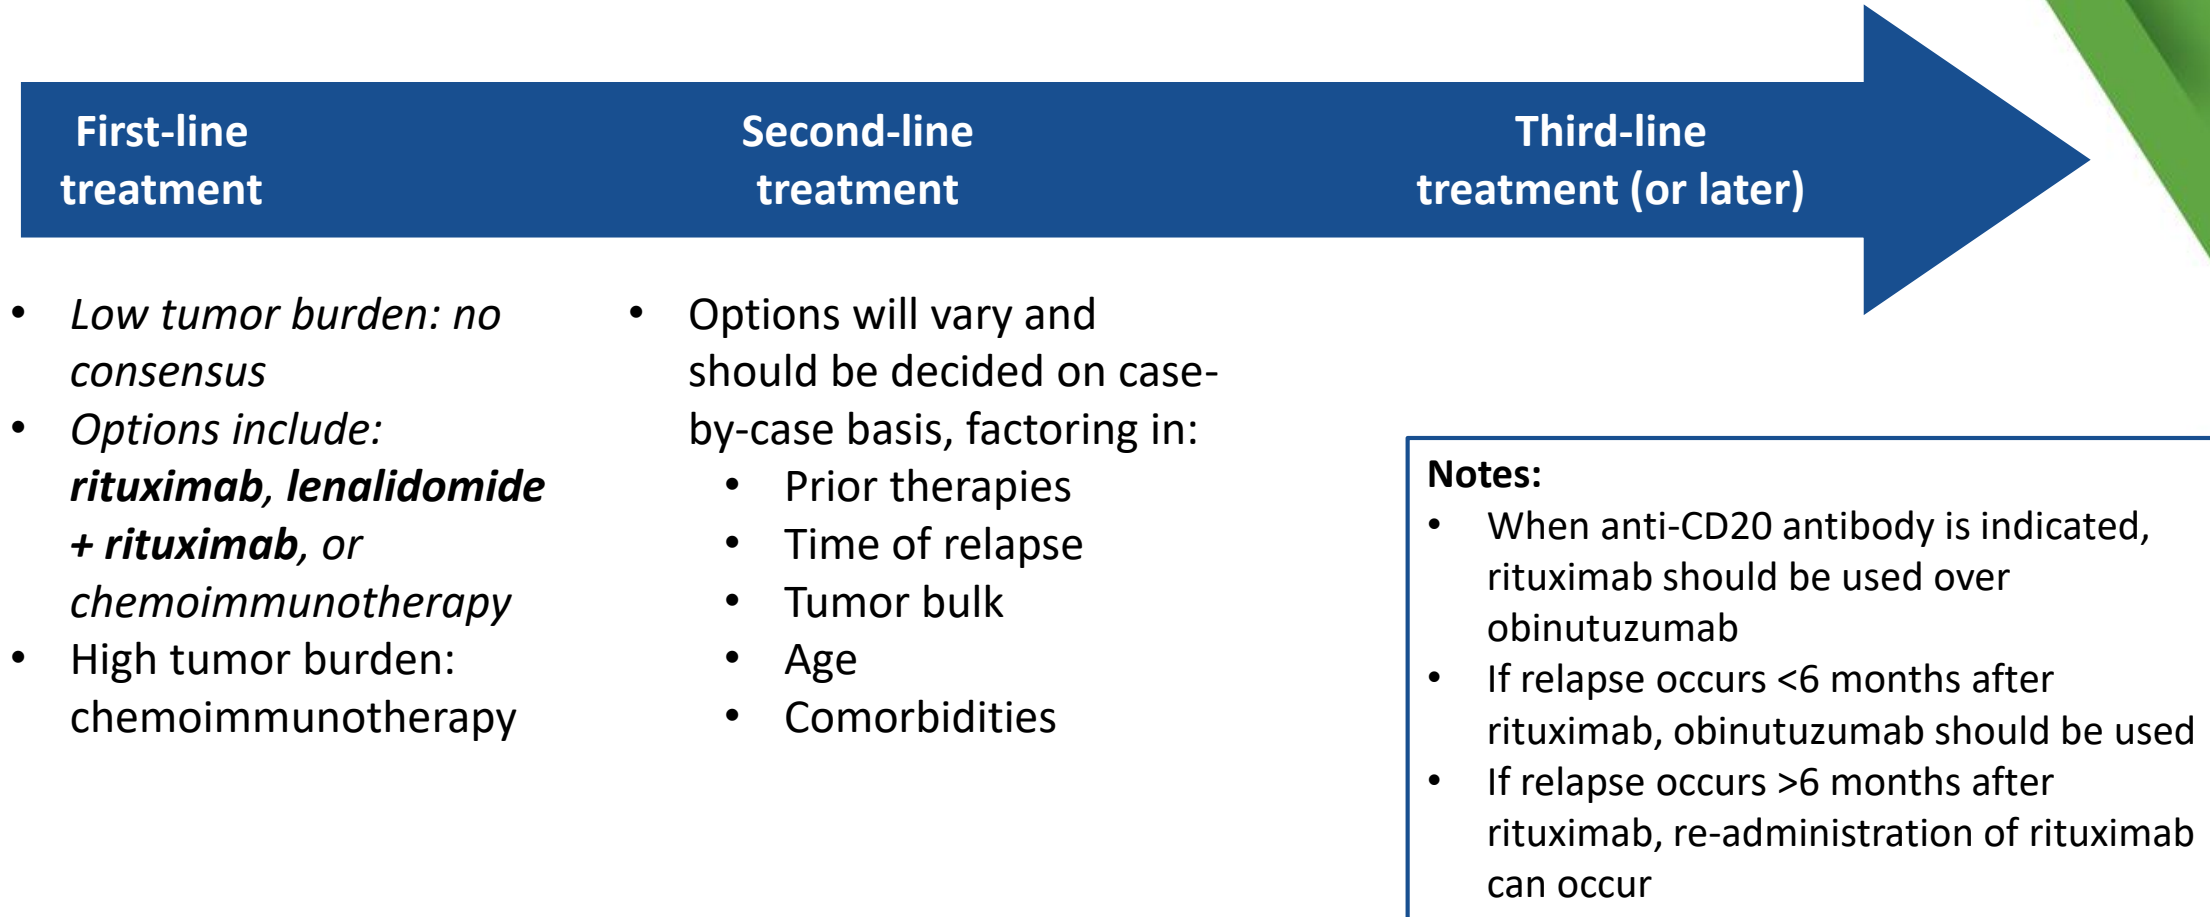 First-line
treatment
Second-line
treatment
Third-line
treatment (or later)
• Low tumor burden: no
consensus
• Options include:
rituximab, lenalidomide
+ rituximab, or
chemoimmunotherapy
• High tumor burden:
chemoimmunotherapy
• Options will vary and
should be decided on case-
by-case basis, factoring in:
• Prior therapies
• Time of relapse
• Tumor bulk
• Age
• Comorbidities
Notes:
• When anti-CD20 antibody is indicated,
rituximab should be used over
obinutuzumab
• If relapse occurs <6 months after
rituximab, obinutuzumab should be used
• If relapse occurs >6 months after
rituximab, re-administration of rituximab
can occur